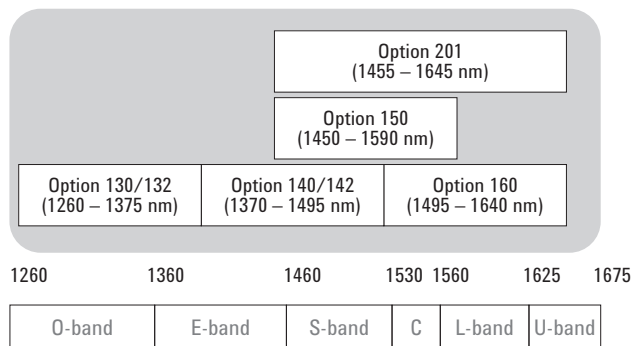 Option 201
(1455 – 1645 nm)
Option 150
(1450 – 1590 nm)
Option 130/132
(1260 – 1375 nm)
Option 140/142
(1370 – 1495 nm)
Option 160
(1495 – 1640 nm)
1260 1360 1460 1530 1560 1625 1675
O-band E-band S-band C L-band U-band